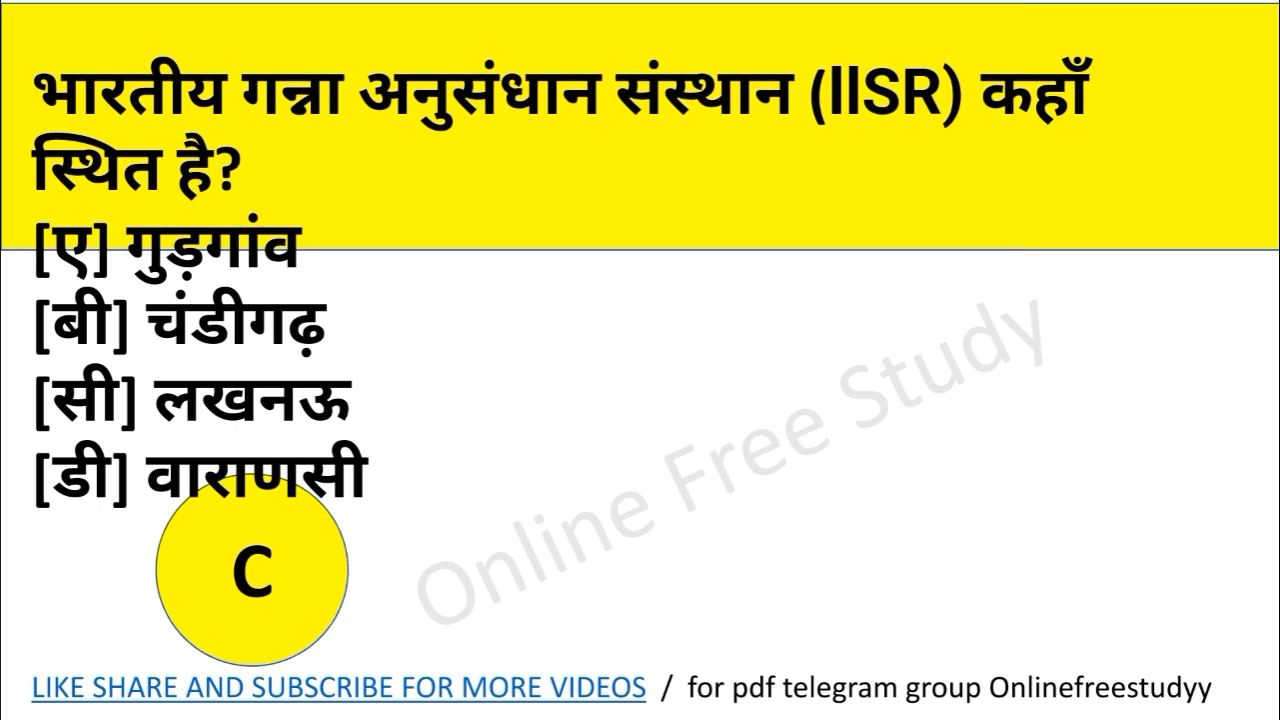 भारतीय गन्ना अनुसंधान संस्थान (IISR) कहाँ
स्थित है?
[ए] गुड़गांव
[बी] चंडीगढ़
[सी] लखनऊ
[डी] वाराणसी
C
Online Free Study
LIKE SHARE AND SUBSCRIBE FOR MORE VIDEOS / for pdf telegram group Onlinefreestudyy